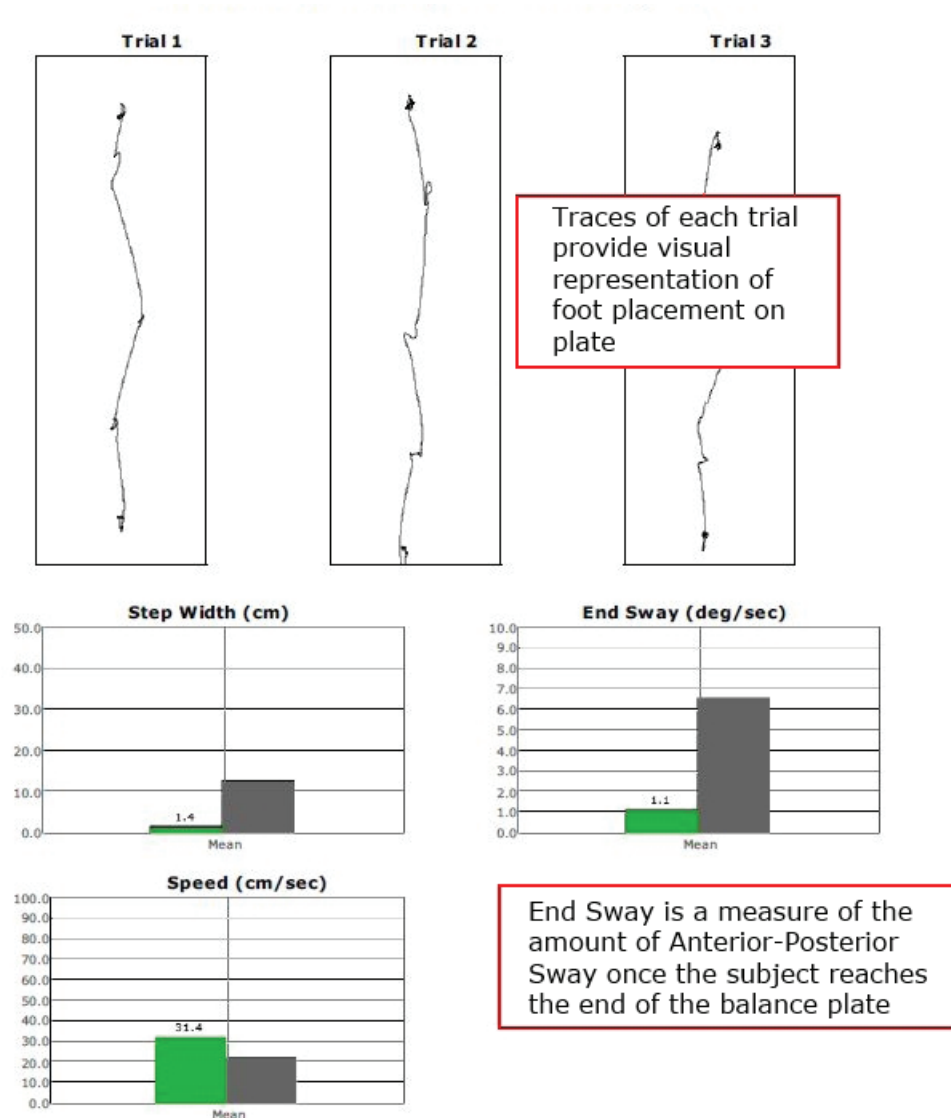 Trial 1
Trial 2
Trial 3
Traces of each trial
provide visual
representation of
foot placement on
plate
Step Width (cm)
50.0
40.0
30.0
20.0
10.0
0.0
1.4
Mean
End Sway (deg/sec)
10.0
9.0
8.0
7.0
6.0
5.0
4.0
3.0
2.0
1.0
0.0
1.1
Mean
Speed (cm/sec)
100.0
90.0
80.0
70.0
60.0
50.0
40.0
30.0
20.0
10.0
0.0
31.4
Mean
End Sway is a measure of the
amount of Anterior-Posterior
Sway once the subject reaches
the end of the balance plate